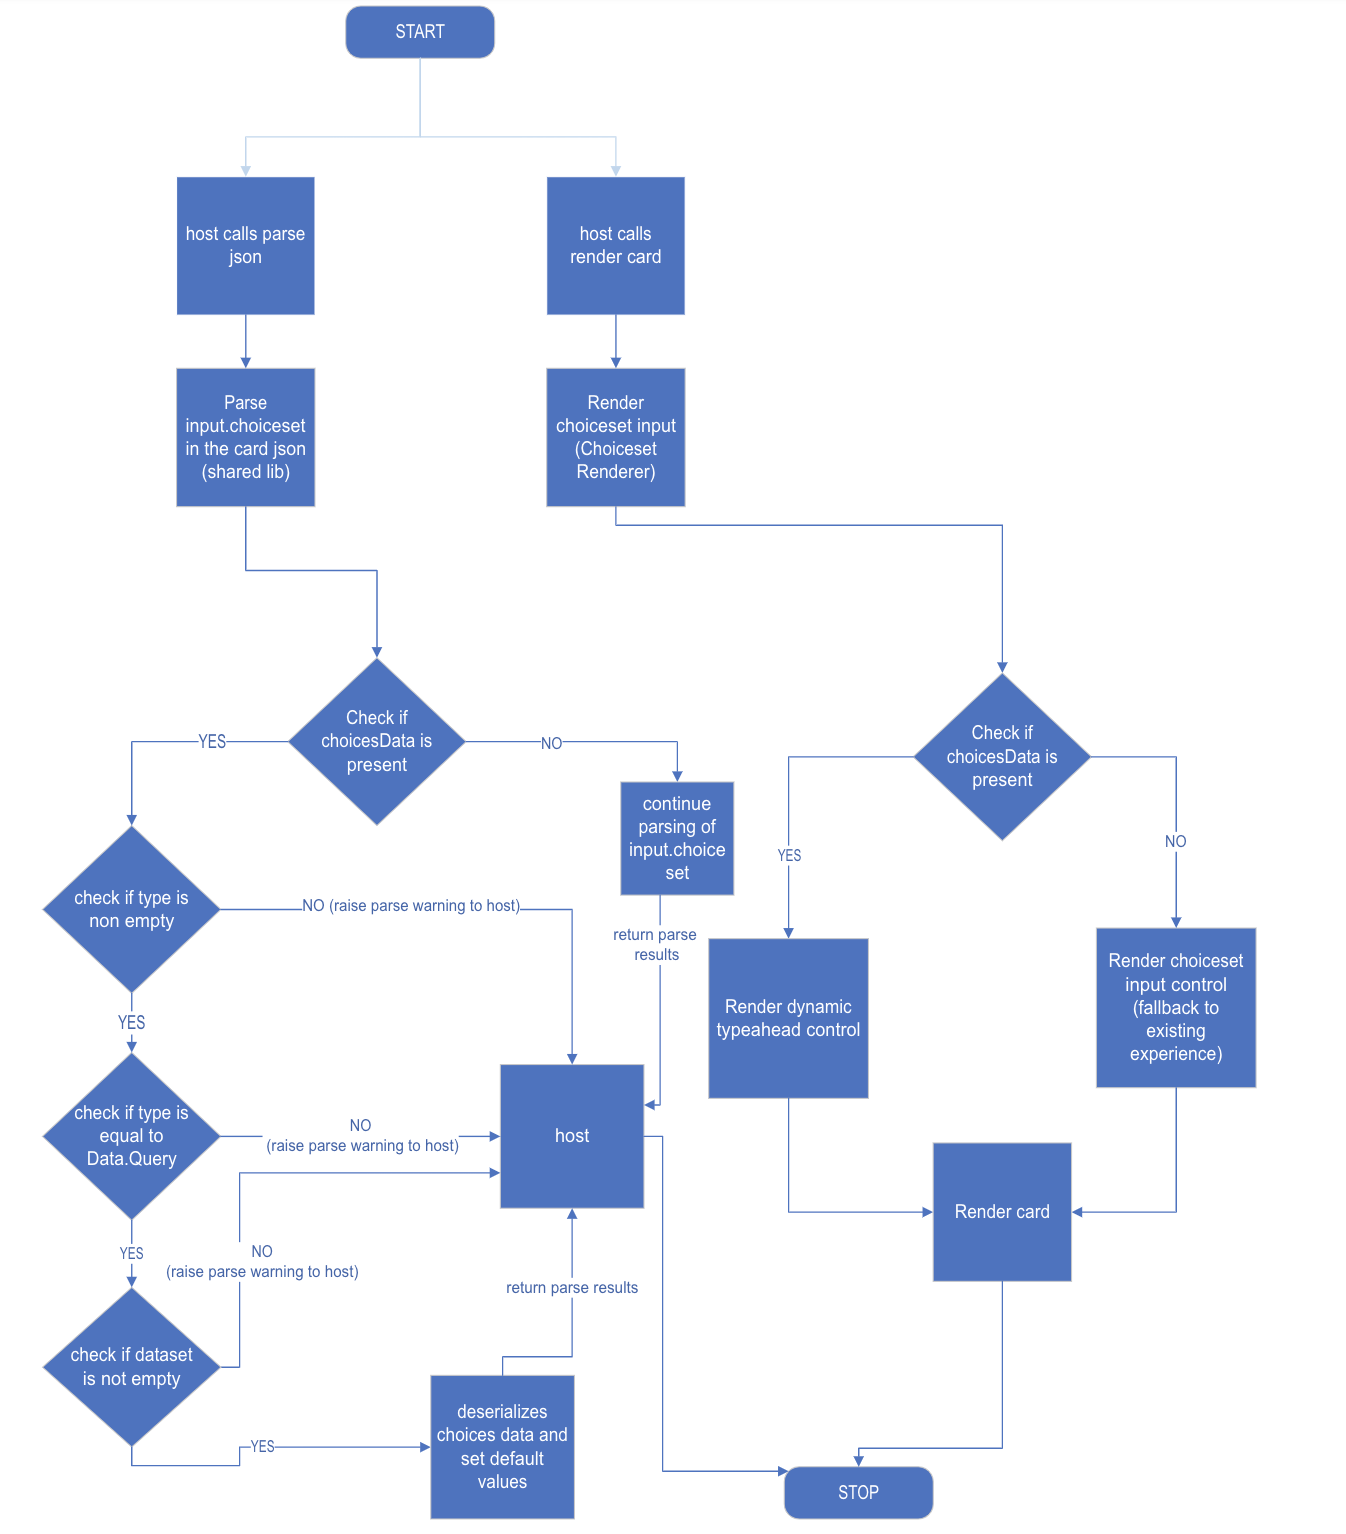 START
host calls parse
json
host calls
render card
Parse
input.choiceset
in the card json
(shared lib)
Render
choiceset input
(Choiceset
Renderer)
Check if
choicesData is
present
YES
NO
Check if
choicesData is
present
YES
NO
continue
parsing of
input.choice
set
check if type is
non empty
NO (raise parse warning to host)
return parse
results
YES
Render dynamic
typeahead control
Render choiceset
input control
(fallback to
existing
experience)
check if type is
equal to
Data.Query
NO
(raise parse warning to host)
host
Render card
YES
NO
(raise parse warning to host)
return parse results
check if dataset
is not empty
YES
deserializes
choices data and
set default
values
STOP